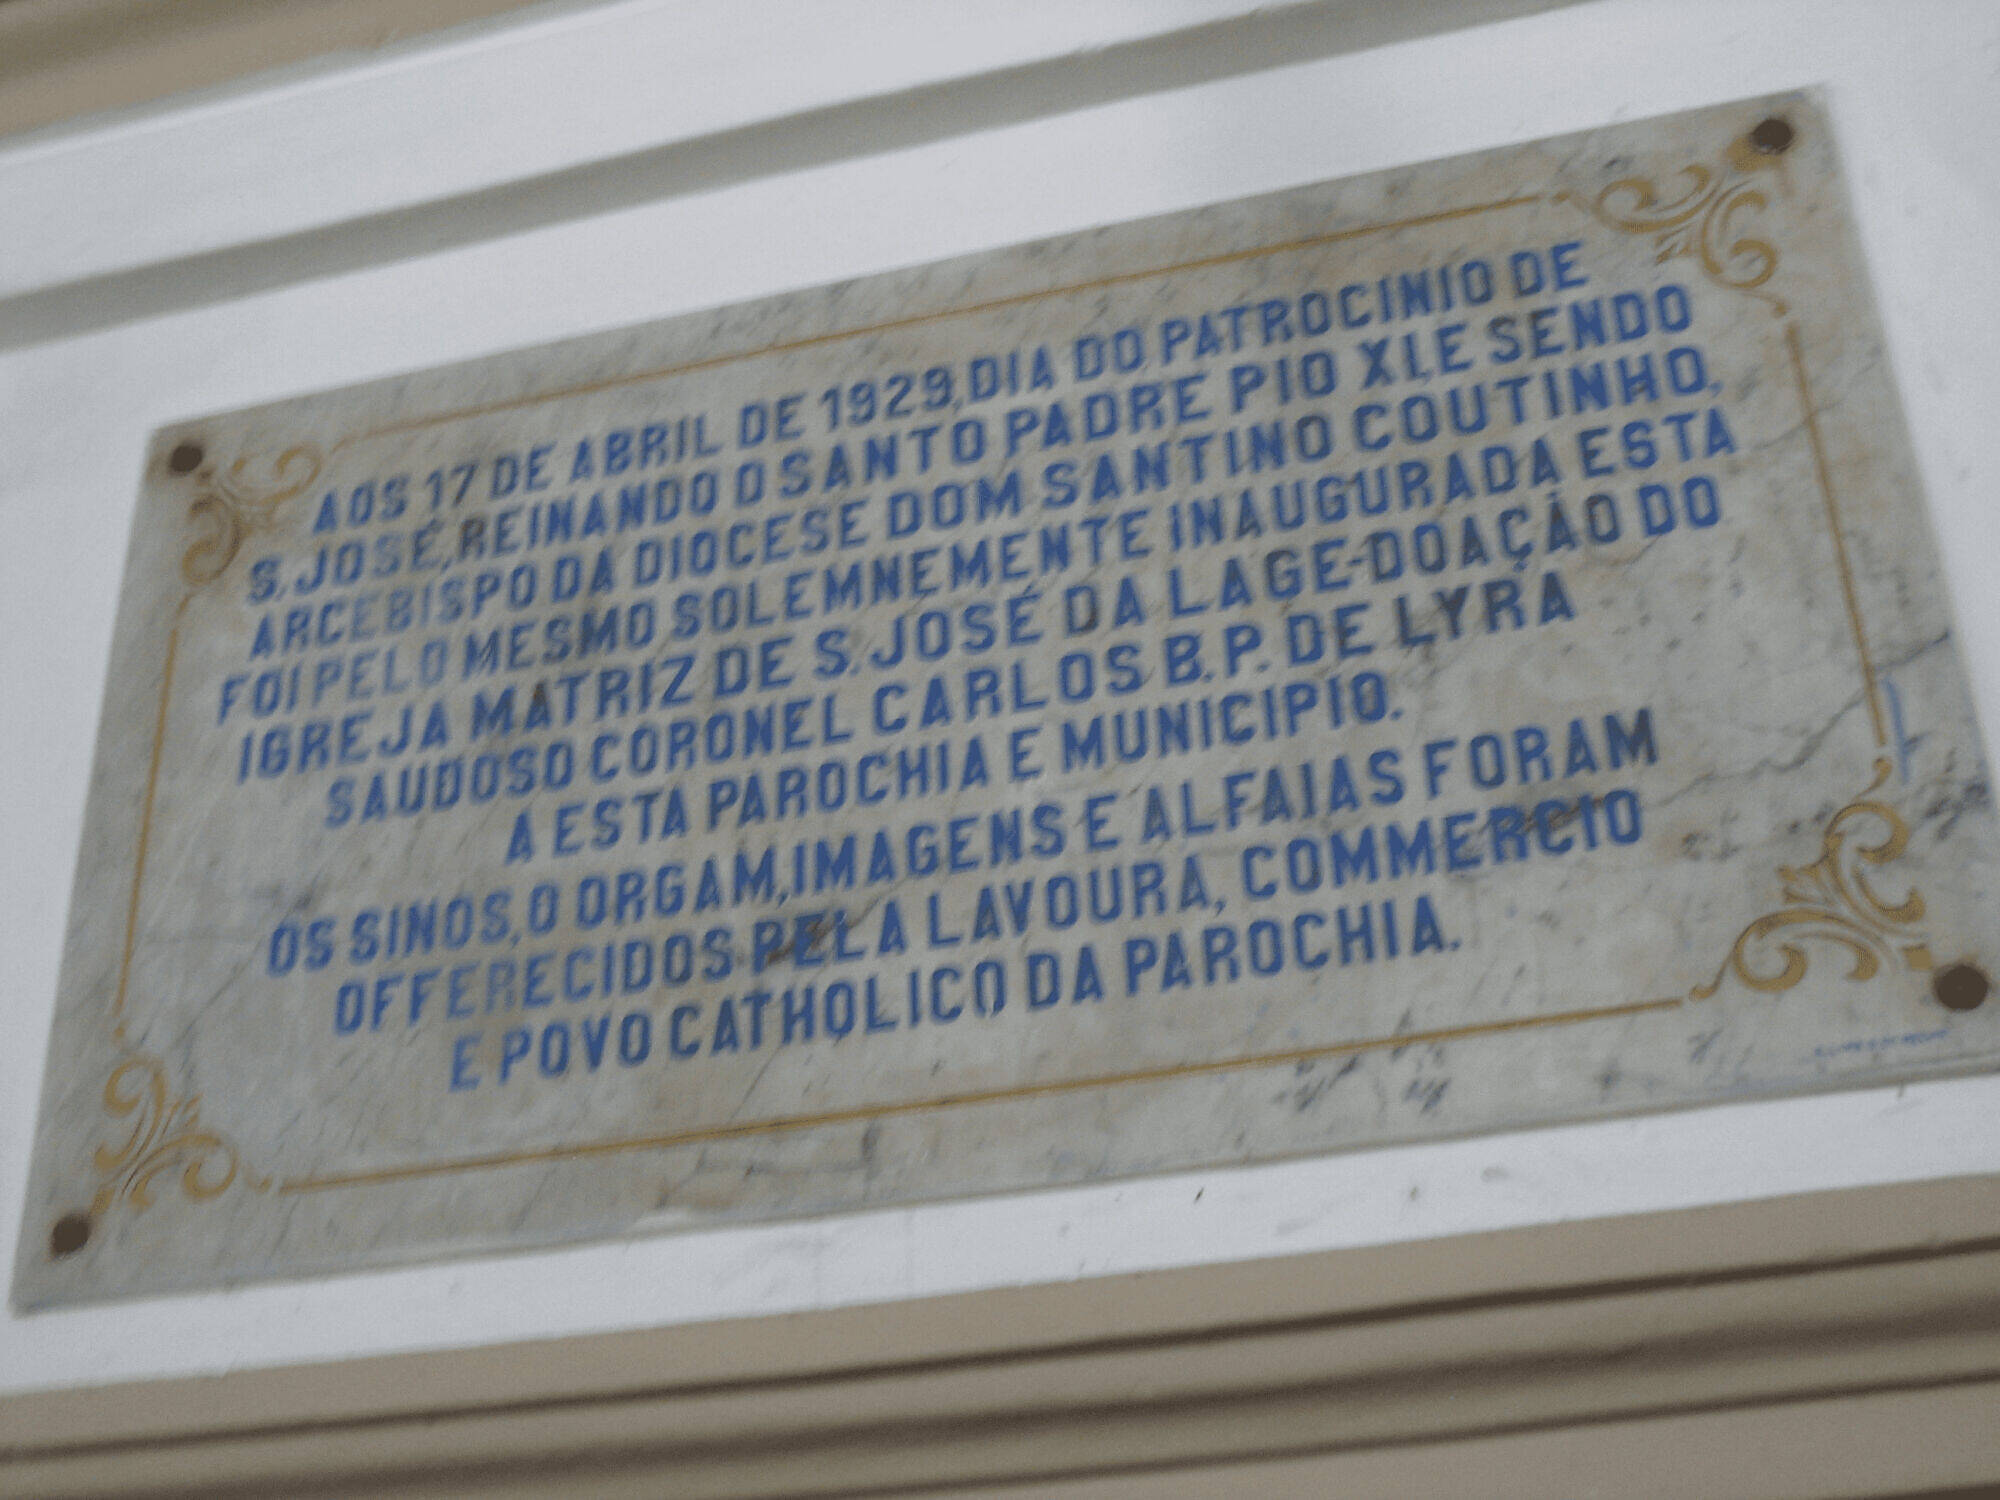 AOS 17 DE ABRIL DE 1929, DIA DO PATROCINIO DE
S. JOSÉ, REINANDO O SANTO PADRE PIO XI, E SENDO
ARCEBISPO DA DIOCESE DOM SANTINO COUTINHO,
FOI PELO MESMO SOLEMNEMENTE INAUGURADA ESTA
IGREJA MATRIZ DE S. JOSÉ DA LAGE-DOAÇÃO DO
SAUDOSO CORONEL CARLOS B. P. DE LYRA
A ESTA PAROCHIA E MUNICIPIO.
OS SINOS, O ORGAM, IMAGENS E ALFAIAS FORAM
OFFERECIDOS PELA LAVOURA, COMMERCIO
E POVO CATHOLICO DA PAROCHIA.